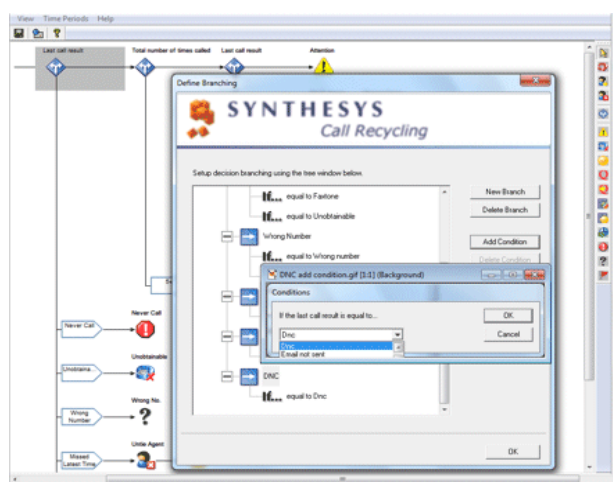 View Time Periods Help
Last call result
Total number of times called
Last call result
Attention
Define Branching
SYNTHESYS
Call Recycling
Setup decision branching using the tree window below.
If... equal to Faxtone
If... equal to Unobtainable
Wrong Number
If... equal to Wrong number
New Branch
Delete Branch
Add Condition
Delete Condition
DNC add condition.gif [1:1] (Background)
Conditions
If the last call result is equal to...
Dnc
Dnc
Email not sent
OK
Cancel
DNC
If... equal to Dnc
OK
Never Call
Never Call
Unobtainable
Unobtaina...
Wrong No.
Wrong
Number
Untie Agent
Missed
Latest Time